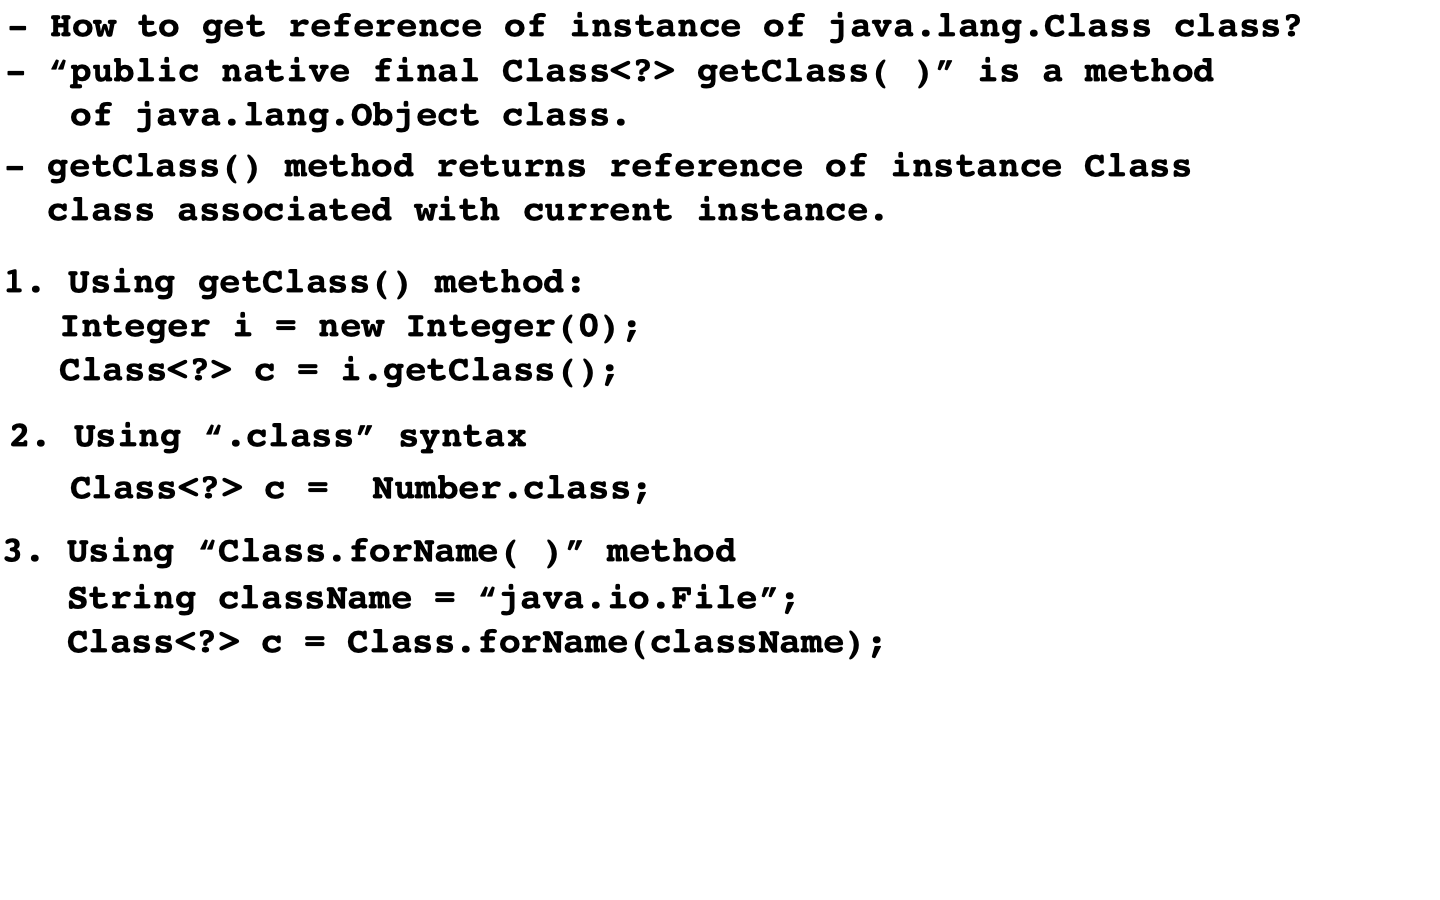 - How to get reference of instance of java.lang.Class class?
- “public native final Class<?> getClass( )” is a method
of java.lang.Object class.
- getClass() method returns reference of instance Class
class associated with current instance.
1. Using getClass() method:
Integer i = new Integer(0);
Class<?> c = i.getClass();
2. Using “.class” syntax
Class<?> c =  Number.class;
3. Using “Class.forName( )” method
String className = “java.io.File”;
Class<?> c = Class.forName(className);